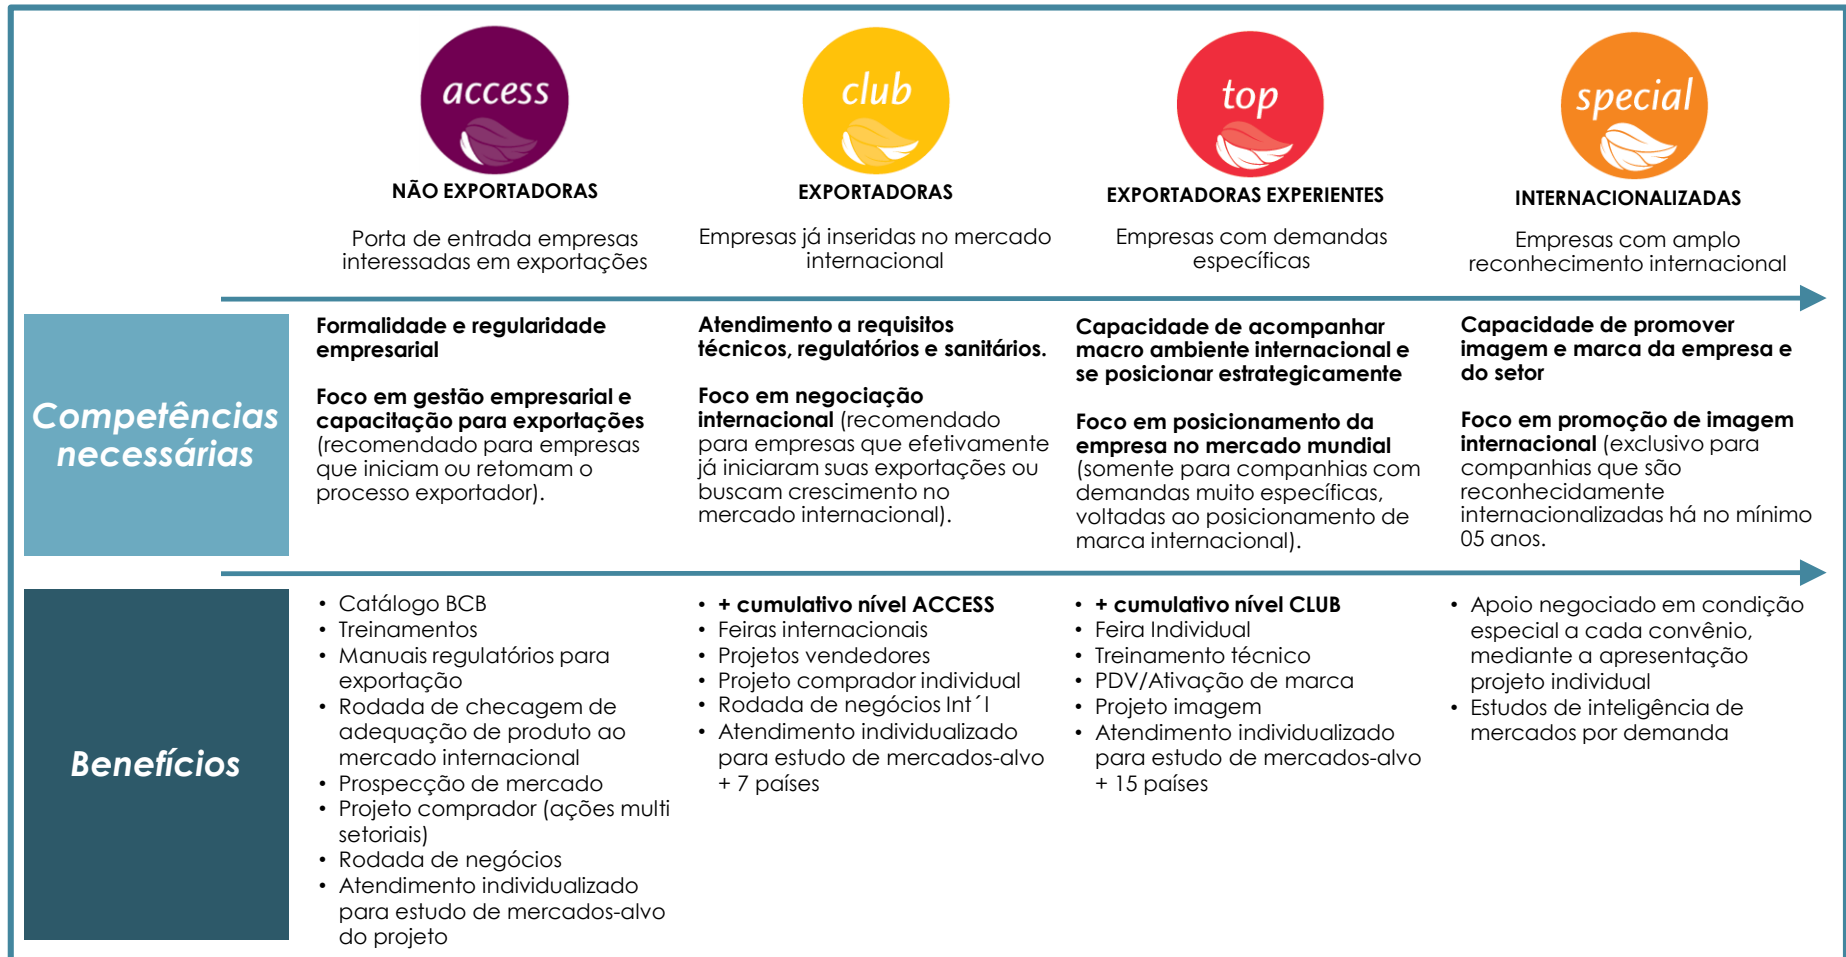 access
NÃO EXPORTADORAS
Porta de entrada empresas
interessadas em exportações
club
EXPORTADORAS
Empresas já inseridas no mercado
internacional
top
EXPORTADORAS EXPERIENTES
Empresas com demandas
específicas
special
INTERNACIONALIZADAS
Empresas com amplo
reconhecimento internacional
Competências
necessárias
Formalidade e regularidade
empresarial
Foco em gestão empresarial e
capacitação para exportações
(recomendado para empresas
que iniciam ou retomam o
processo exportador).
Atendimento a requisitos
técnicos, regulatórios e sanitários.
Foco em negociação
internacional (recomendado
para empresas que efetivamente
já iniciaram suas exportações ou
buscam crescimento no
mercado internacional).
Capacidade de acompanhar
macro ambiente internacional e
se posicionar estrategicamente
Foco em posicionamento da
empresa no mercado mundial
(somente para companhias com
demandas muito específicas,
voltadas ao posicionamento de
marca internacional).
Capacidade de promover
imagem e marca da empresa e
do setor
Foco em promoção de imagem
internacional (exclusivo para
companhias que são
reconhecidamente
internacionalizadas há no mínimo
05 anos.
Benefícios
• Catálogo BCB
• Treinamentos
• Manuais regulatórios para
exportação
• Rodada de checagem de
adequação de produto ao
mercado internacional
• Prospecção de mercado
• Projeto comprador (ações multi
setoriais)
• Rodada de negócios
• Atendimento individualizado
para estudo de mercados-alvo
do projeto
• + cumulativo nível ACCESS
• Feiras internacionais
• Projetos vendedores
• Projeto comprador individual
• Rodada de negócios Int´l
• Atendimento individualizado
para estudo de mercados-alvo
+ 7 países
• + cumulativo nível CLUB
• Feira Individual
• Treinamento técnico
• PDV/Ativação de marca
• Projeto imagem
• Atendimento individualizado
para estudo de mercados-alvo
+ 15 países
• Apoio negociado em condição
especial a cada convênio,
mediante a apresentação
projeto individual
• Estudos de inteligência de
mercados por demanda